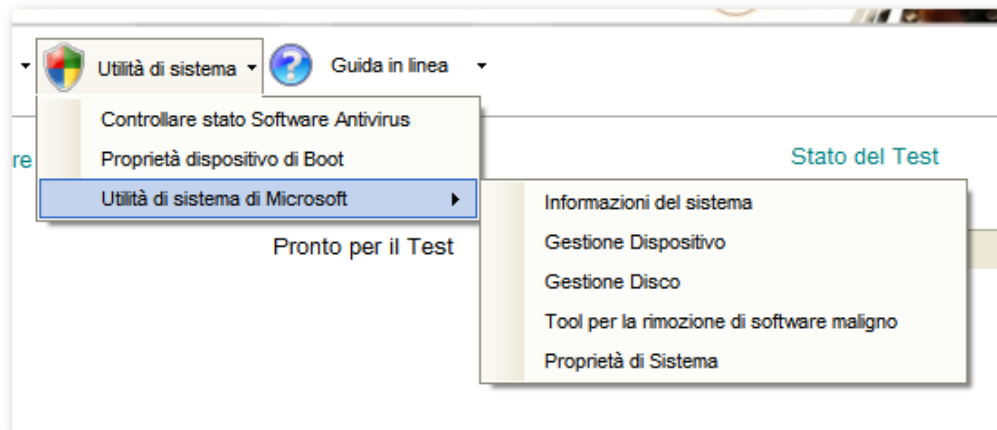 Utilità di sistema
Guida in linea
Controllare stato Software Antivirus
Proprietà dispositivo di Boot
Utilità di sistema di Microsoft
re
Stato del Test
Pronto per il Test
Informazioni del sistema
Gestione Dispositivo
Gestione Disco
Tool per la rimozione di software maligno
Proprietà di Sistema